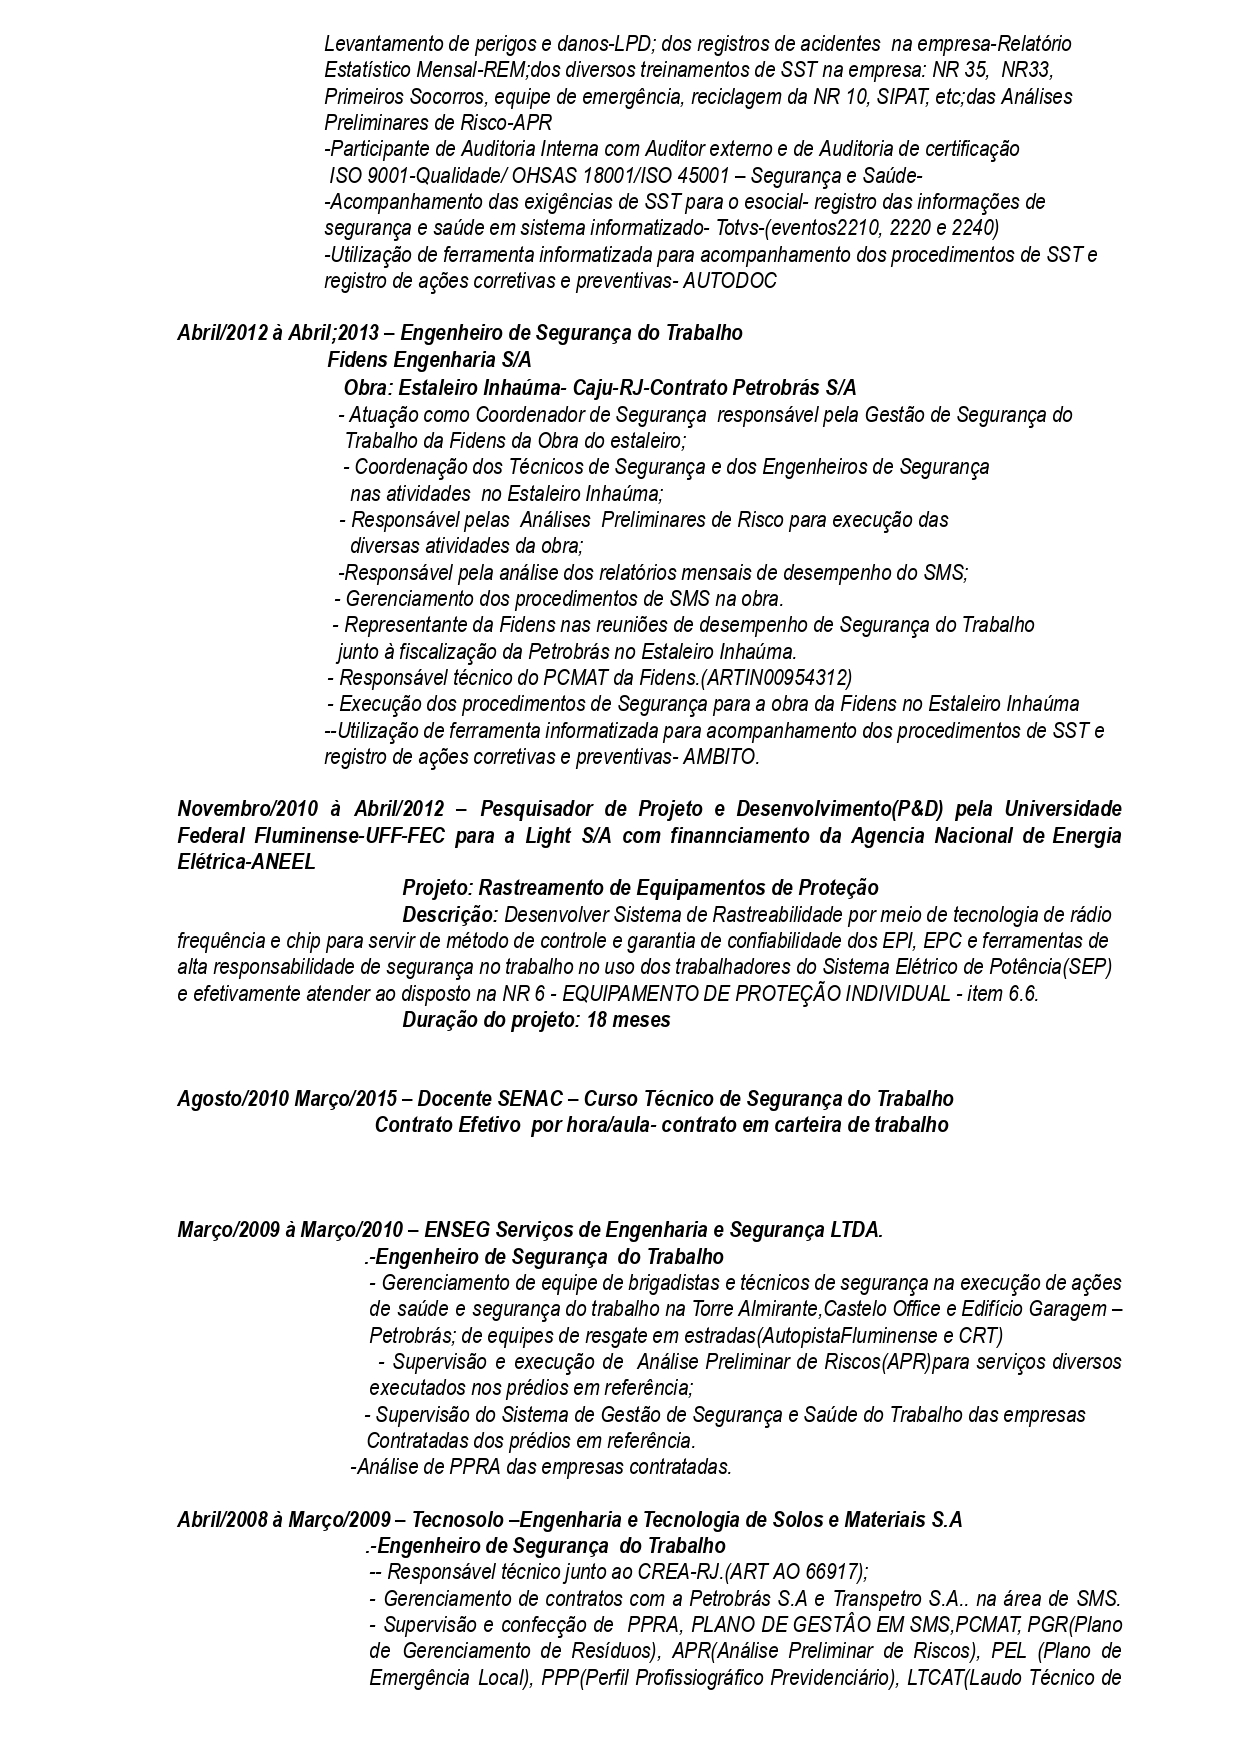 Levantamento de perigos e danos-LPD; dos registros de acidentes na empresa-Relatório
Estatístico Mensal-REM;dos diversos treinamentos de SST na empresa: NR 35, NR33,
Primeiros Socorros, equipe de emergência, reciclagem da NR 10, SIPAT, etc;das Análises
Preliminares de Risco-APR
-Participante de Auditoria Interna com Auditor externo e de Auditoria de certificação
ISO 9001-Qualidade/ OHSAS 18001/ISO 45001 – Segurança e Saúde-
-Acompanhamento das exigências de SST para o esocial- registro das informações de
segurança e saúde em sistema informatizado- Totvs-(eventos2210, 2220 e 2240)
-Utilização de ferramenta informatizada para acompanhamento dos procedimentos de SST e
registro de ações corretivas e preventivas- AUTODOC
Abril/2012 à Abril;2013 – Engenheiro de Segurança do Trabalho
Fidens Engenharia S/A
Obra: Estaleiro Inhaúma- Caju-RJ-Contrato Petrobrás S/A
- Atuação como Coordenador de Segurança responsável pela Gestão de Segurança do
Trabalho da Fidens da Obra do estaleiro;
- Coordenação dos Técnicos de Segurança e dos Engenheiros de Segurança
nas atividades no Estaleiro Inhaúma;
- Responsável pelas Análises Preliminares de Risco para execução das
diversas atividades da obra;
-Responsável pela análise dos relatórios mensais de desempenho do SMS;
- Gerenciamento dos procedimentos de SMS na obra.
- Representante da Fidens nas reuniões de desempenho de Segurança do Trabalho
junto à fiscalização da Petrobrás no Estaleiro Inhaúma.
- Responsável técnico do PCMAT da Fidens.(ARTIN00954312)
- Execução dos procedimentos de Segurança para a obra da Fidens no Estaleiro Inhaúma
--Utilização de ferramenta informatizada para acompanhamento dos procedimentos de SST e
registro de ações corretivas e preventivas- AMBITO.
Novembro/2010 à Abril/2012 – Pesquisador de Projeto e Desenvolvimento(P&D) pela Universidade
Federal Fluminense-UFF-FEC para a Light S/A com finannciamento da Agencia Nacional de Energia
Elétrica-ANEEL
Projeto: Rastreamento de Equipamentos de Proteção
Descrição: Desenvolver Sistema de Rastreabilidade por meio de tecnologia de rádio
frequência e chip para servir de método de controle e garantia de confiabilidade dos EPI, EPC e ferramentas de
alta responsabilidade de segurança no trabalho no uso dos trabalhadores do Sistema Elétrico de Potência(SEP)
e efetivamente atender ao disposto na NR 6 - EQUIPAMENTO DE PROTEÇÃO INDIVIDUAL - item 6.6.
Duração do projeto: 18 meses
Agosto/2010 Março/2015 – Docente SENAC – Curso Técnico de Segurança do Trabalho
Contrato Efetivo por hora/aula- contrato em carteira de trabalho
Março/2009 à Março/2010 – ENSEG Serviços de Engenharia e Segurança LTDA.
.-Engenheiro de Segurança do Trabalho
- Gerenciamento de equipe de brigadistas e técnicos de segurança na execução de ações
de saúde e segurança do trabalho na Torre Almirante,Castelo Office e Edifício Garagem –
Petrobrás; de equipes de resgate em estradas(AutopistaFluminense e CRT)
- Supervisão e execução de Análise Preliminar de Riscos(APR)para serviços diversos
executados nos prédios em referência;
- Supervisão do Sistema de Gestão de Segurança e Saúde do Trabalho das empresas
Contratadas dos prédios em referência.
-Análise de PPRA das empresas contratadas.
Abril/2008 à Março/2009 – Tecnosolo –Engenharia e Tecnologia de Solos e Materiais S.A
.-Engenheiro de Segurança do Trabalho
-- Responsável técnico junto ao CREA-RJ.(ART AO 66917);
- Gerenciamento de contratos com a Petrobrás S.A e Transpetro S.A.. na área de SMS.
- Supervisão e confecção de PPRA, PLANO DE GESTÂO EM SMS,PCMAT, PGR(Plano
de Gerenciamento de Resíduos), APR(Análise Preliminar de Riscos), PEL (Plano de
Emergência Local), PPP(Perfil Profissiográfico Previdenciário), LTCAT(Laudo Técnico de